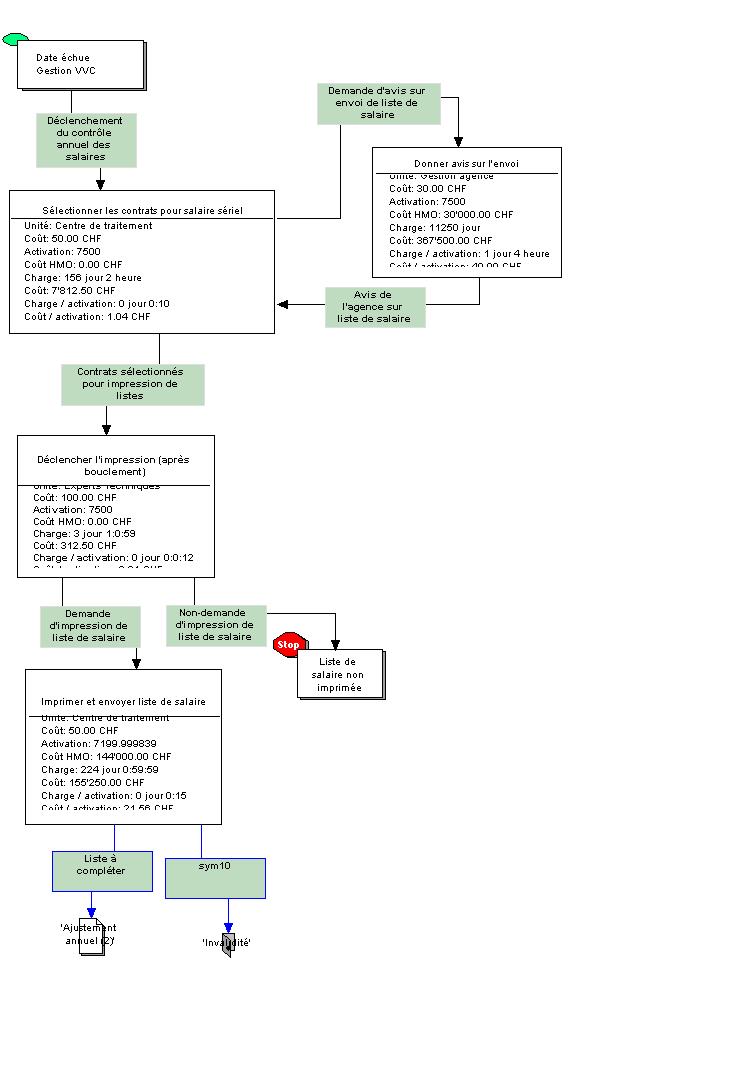 Date échue
Gestion VVC
Déclenchement
du contrôle
annuel des
salaires
Demande d'avis sur
envoi de liste de
salaire
Donner avis sur l'envoi
Unité: Gestion agence
Coût: 30.00 CHF
Activation: 7500
Coût HMO: 30'000.00 CHF
Charge: 11250 jour
Coût: 367'500.00 CHF
Charge / activation: 1 jour 4 heure
Coût / activation: 49.00 CHF
Sélectionner les contrats pour salaire sériel
Unité: Centre de traitement
Coût: 50.00 CHF
Activation: 7500
Coût HMO: 0.00 CHF
Charge: 156 jour 2 heure
Coût: 7'812.50 CHF
Charge / activation: 0 jour 0:10
Coût / activation: 1.04 CHF
Avis de
l'agence sur
liste de salaire
Contrats sélectionnés
pour impression de
listes
Déclencher l'impression (après
bouclement)
Unité: Experts Techniques
Coût: 100.00 CHF
Activation: 7500
Coût HMO: 0.00 CHF
Charge: 3 jour 1:0:59
Coût: 312.50 CHF
Charge / activation: 0 jour 0:0:12
Coût / activation: 0.04 CHF
Demande
d'impression de
liste de salaire
Non-demande
d'impression de
liste de salaire
Stop
Liste de
salaire non
imprimée
Imprimer et envoyer liste de salaire
Unité: Centre de traitement
Coût: 50.00 CHF
Activation: 7199.999839
Coût HMO: 144'000.00 CHF
Charge: 224 jour 0:59:59
Coût: 155'250.00 CHF
Charge / activation: 0 jour 0:15
Coût / activation: 21.56 CHF
Liste à
compléter
sym10
'Ajustement
annuel (2)'
'Invalidité'